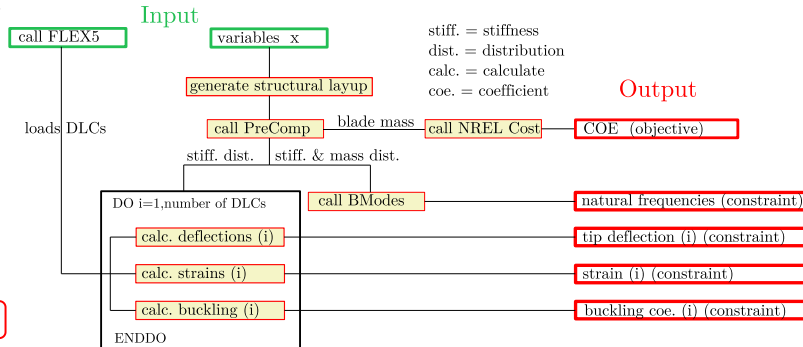 Input
call FLEX5
variables x
stiff. = stiffness
dist. = distribution
calc. = calculate
coe. = coefficient
generate structural layup
Output
loads DLCs
call PreComp
blade mass
call NREL Cost
COE (objective)
stiff. dist.
stiff. & mass dist.
DO i=1,number of DLCs
call BModes
natural frequencies (constraint)
calc. deflections (i)
tip deflection (i) (constraint)
calc. strains (i)
strain (i) (constraint)
calc. buckling (i)
buckling coe. (i) (constraint)
ENDDO